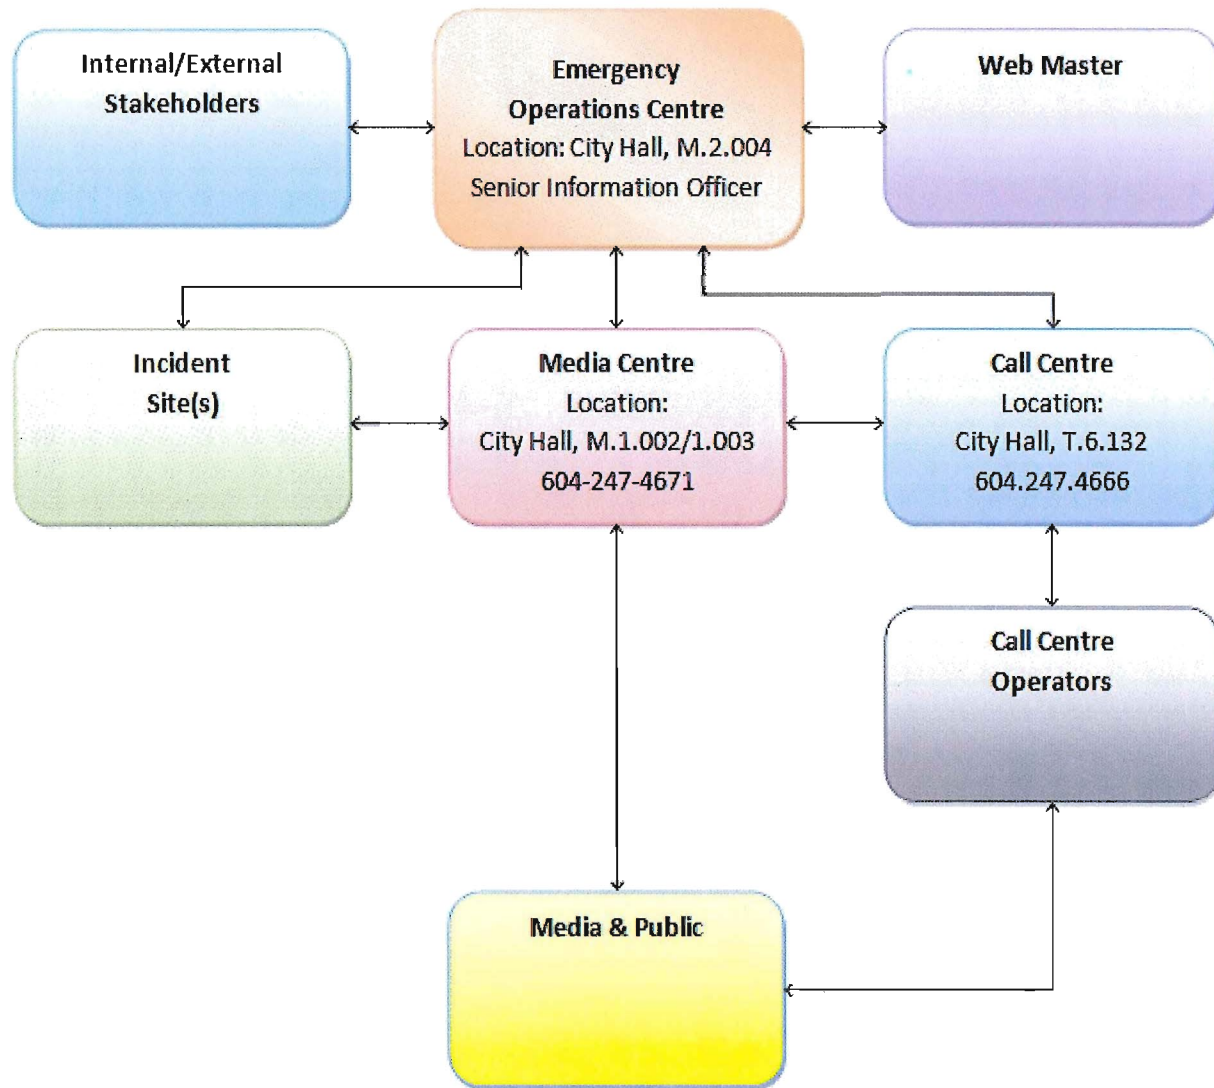 Internal/External
Stakeholders
Emergency
Operations Centre
Location: City Hall, M.2.004
Senior Information Officer
Web Master
Incident
Site(s)
Media Centre
Location:
City Hall, M.1.002/1.003
604-247-4671
Call Centre
Location:
City Hall, T.6.132
604.247.4666
Call Centre
Operators
Media & Public